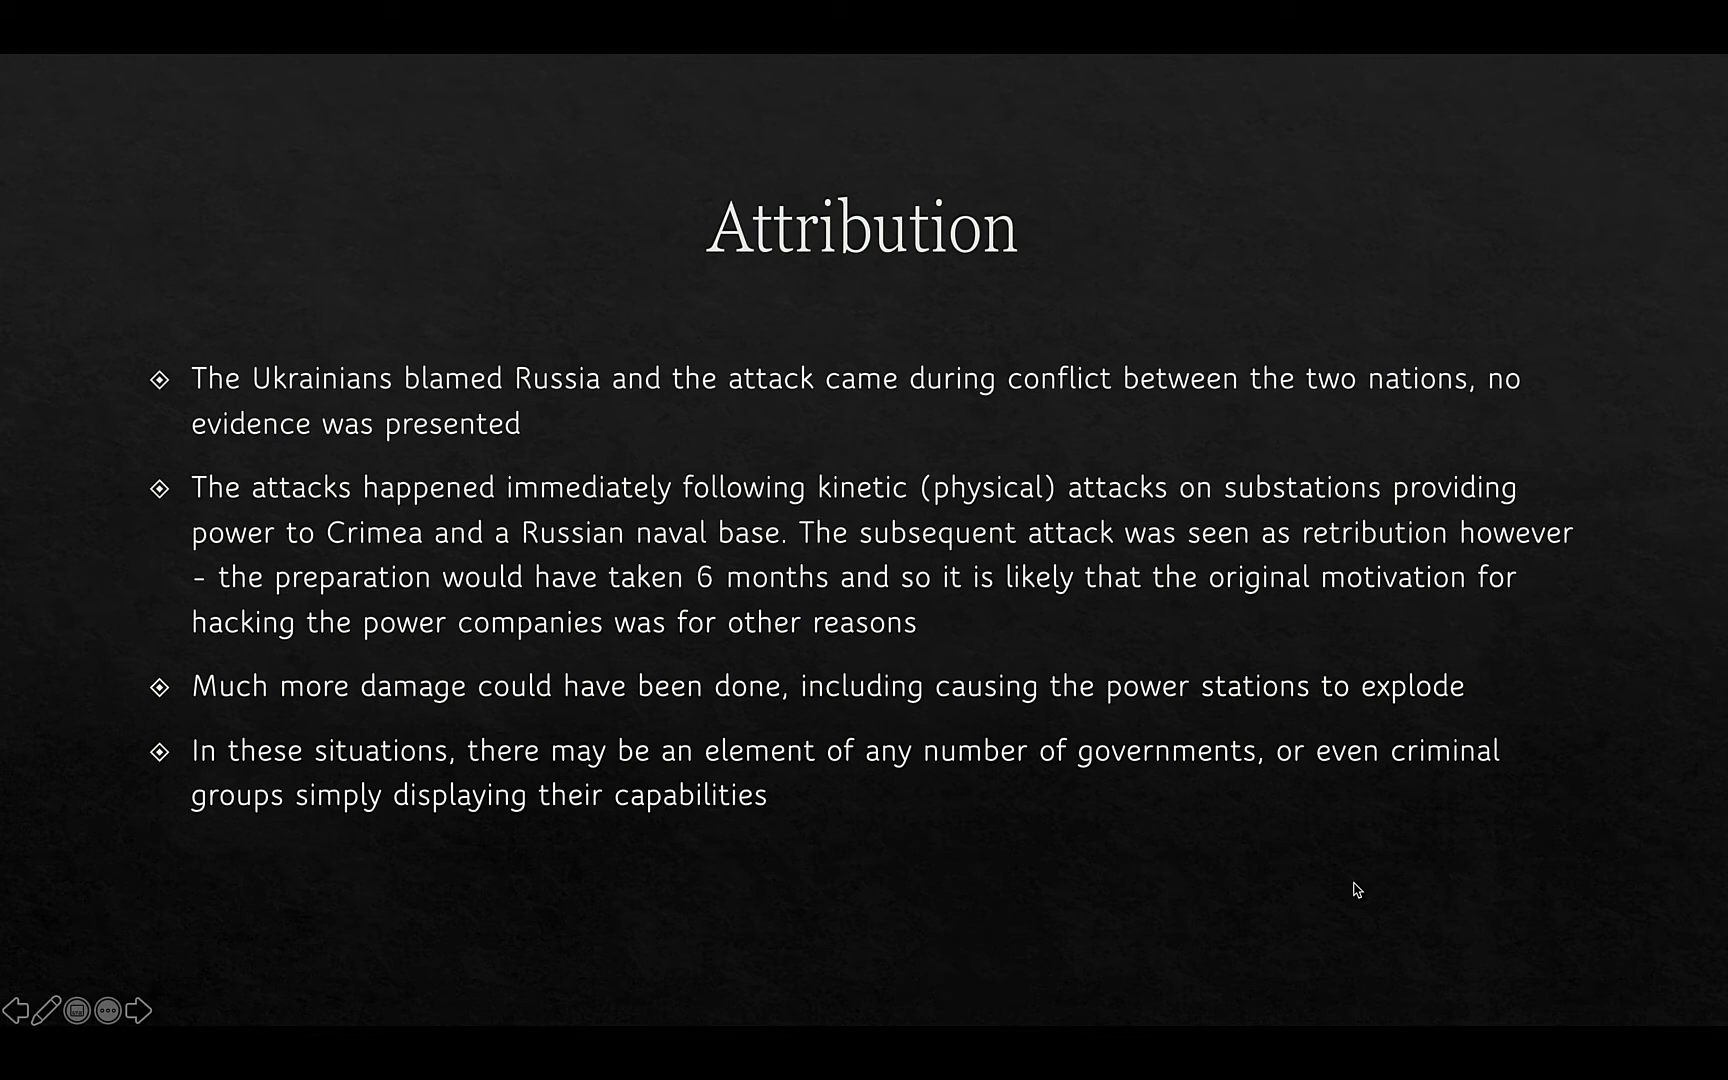 Attribution
The Ukrainians blamed Russia and the attack came during conflict between the two nations, no
evidence was presented
The attacks happened immediately following kinetic (physical) attacks on substations providing
power to Crimea and a Russian naval base. The subsequent attack was seen as retribution however
- the preparation would have taken 6 months and so it is likely that the original motivation for
hacking the power companies was for other reasons
Much more damage could have been done, including causing the power stations to explode
In these situations, there may be an element of any number of governments, or even criminal
groups simply displaying their capabilities